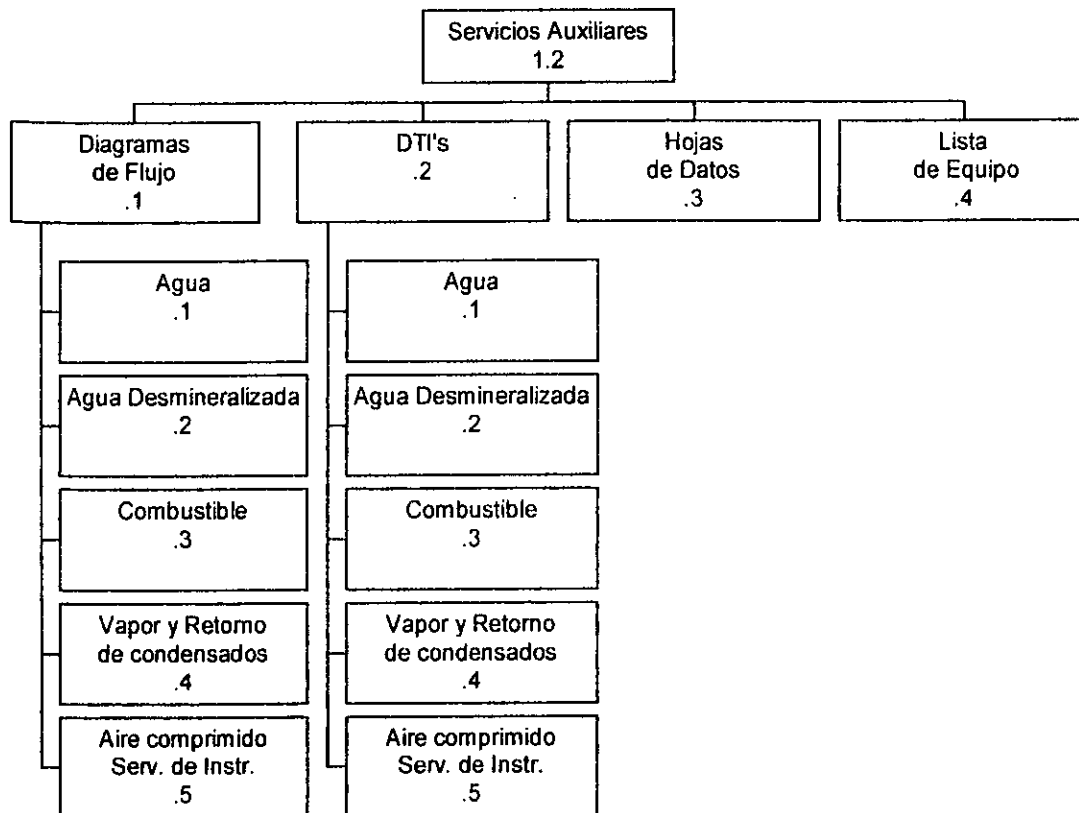 Servicios Auxiliares
1.2
Diagramas
de Flujo
.1
DTI's
.2
Hojas
de Datos
.3
Lista
de Equipo
.4
Agua
.1
Agua Desmineralizada
.2
Combustible
.3
Vapor y Retorno
de condensados
.4
Aire comprimido
Serv. de Instr.
.5
Agua
.1
Agua Desmineralizada
.2
Combustible
.3
Vapor y Retorno
de condensados
.4
Aire comprimido
Serv. de Instr.
.5